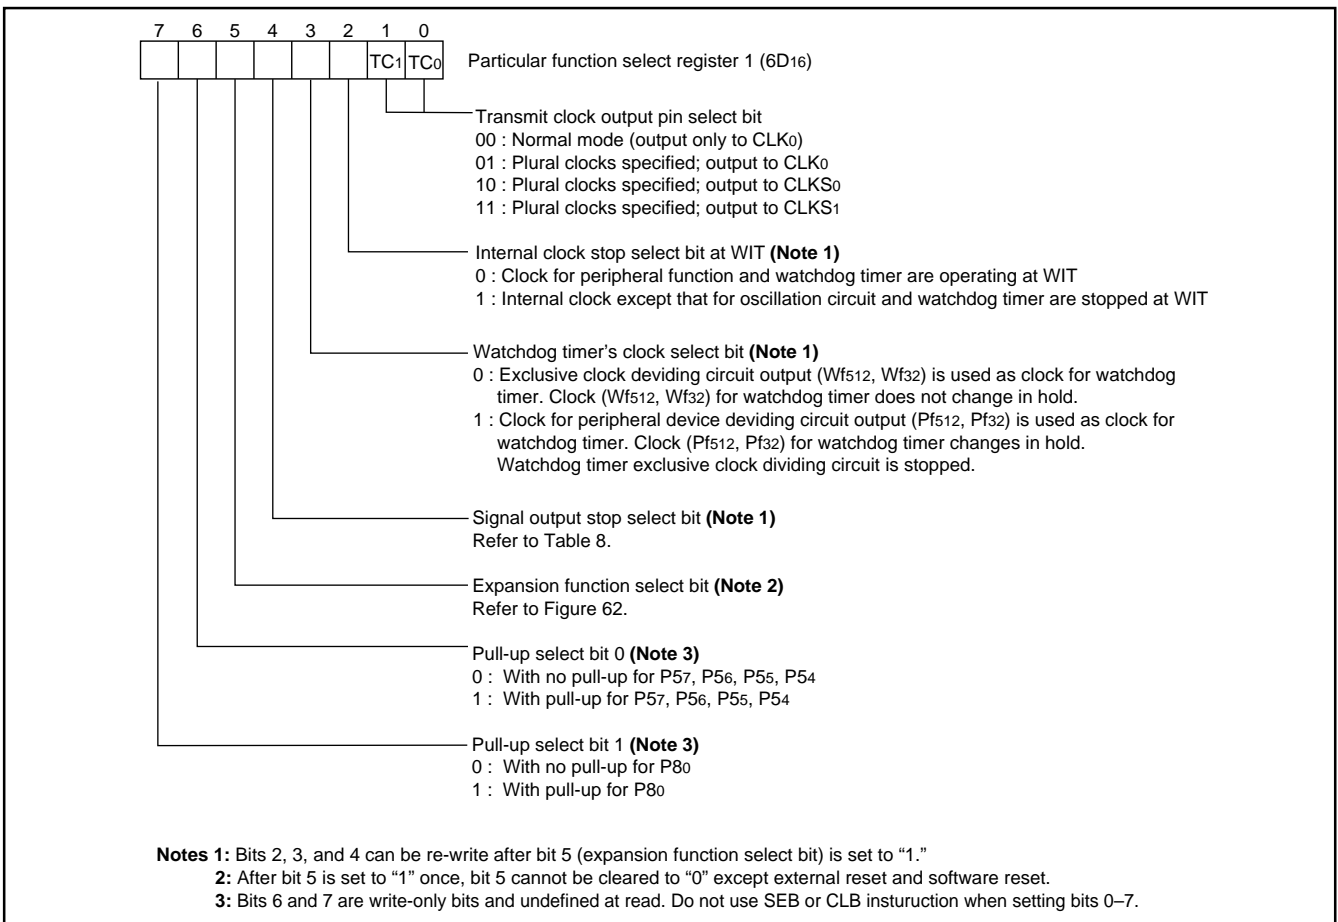 7 6 5 4 3 2 1 0
TC1 TC0 Particular function select register 1 (6D16)
Transmit clock output pin select bit
00 : Normal mode (output only to CLK0)
01 : Plural clocks specified; output to CLK0
10 : Plural clocks specified; output to CLKS0
11 : Plural clocks specified; output to CLKS1
Internal clock stop select bit at WIT (Note 1)
0 : Clock for peripheral function and watchdog timer are operating at WIT
1 : Internal clock except that for oscillation circuit and watchdog timer are stopped at WIT
Watchdog timer's clock select bit (Note 1)
0 : Exclusive clock deviding circuit output (Wf512, Wf32) is used as clock for watchdog
timer. Clock (Wf512, Wf32) for watchdog timer does not change in hold.
1 : Clock for peripheral device deviding circuit output (Pf512, Pf32) is used as clock for
watchdog timer. Clock (Pf512, Pf32) for watchdog timer changes in hold.
Watchdog timer exclusive clock dividing circuit is stopped.
Signal output stop select bit (Note 1)
Refer to Table 8.
Expansion function select bit (Note 2)
Refer to Figure 62.
Pull-up select bit 0 (Note 3)
0 : With no pull-up for P57, P56, P55, P54
1 : With pull-up for P57, P56, P55, P54
Pull-up select bit 1 (Note 3)
0 : With no pull-up for P80
1 : With pull-up for P80
Notes 1: Bits 2, 3, and 4 can be re-write after bit 5 (expansion function select bit) is set to “1.”
2: After bit 5 is set to “1” once, bit 5 cannot be cleared to “0” except external reset and software reset.
3: Bits 6 and 7 are write-only bits and undefined at read. Do not use SEB or CLB insturuction when setting bits 0–7.